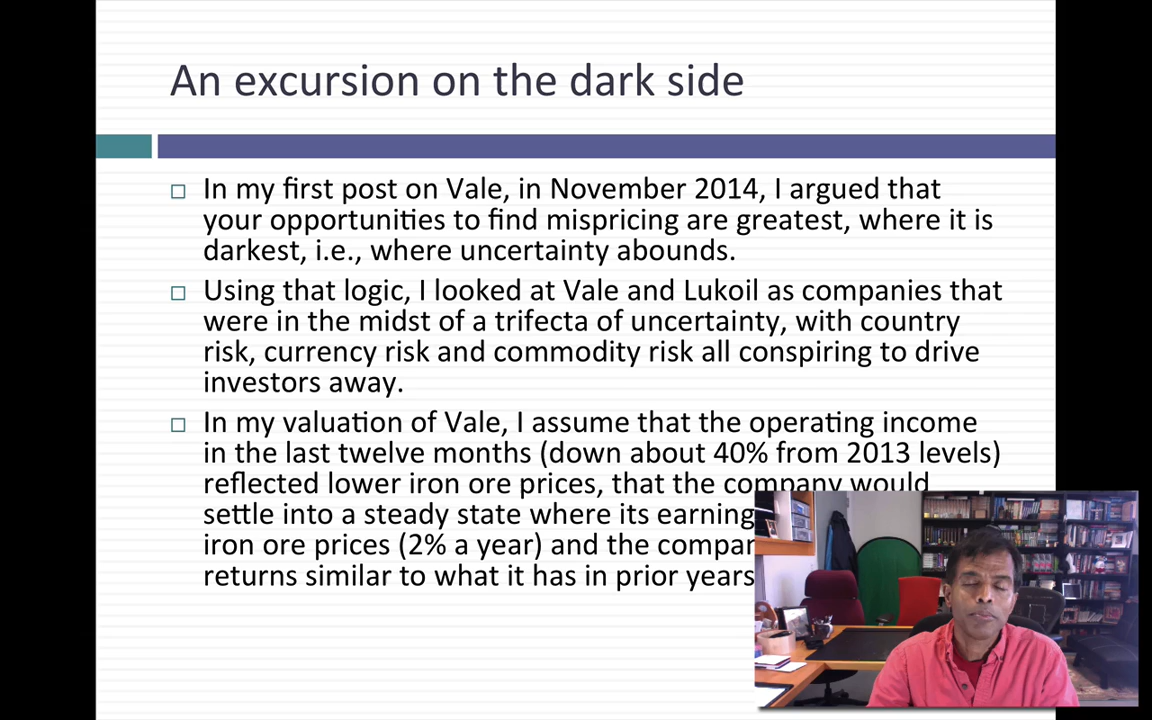 An excursion on the dark side
In my first post on Vale, in November 2014, I argued that
your opportunities to find mispricing are greatest, where it is
darkest, i.e., where uncertainty abounds.
Using that logic, I looked at Vale and Lukoil as companies that
were in the midst of a trifecta of uncertainty, with country
risk, currency risk and commodity risk all conspiring to drive
investors away.
In my valuation of Vale, I assume that the operating income
in the last twelve months (down about 40% from 2013 levels)
reflected lower iron ore prices, that the company would
settle into a steady state where its earning
iron ore prices (2% a year) and the compan
returns similar to what it has in prior years